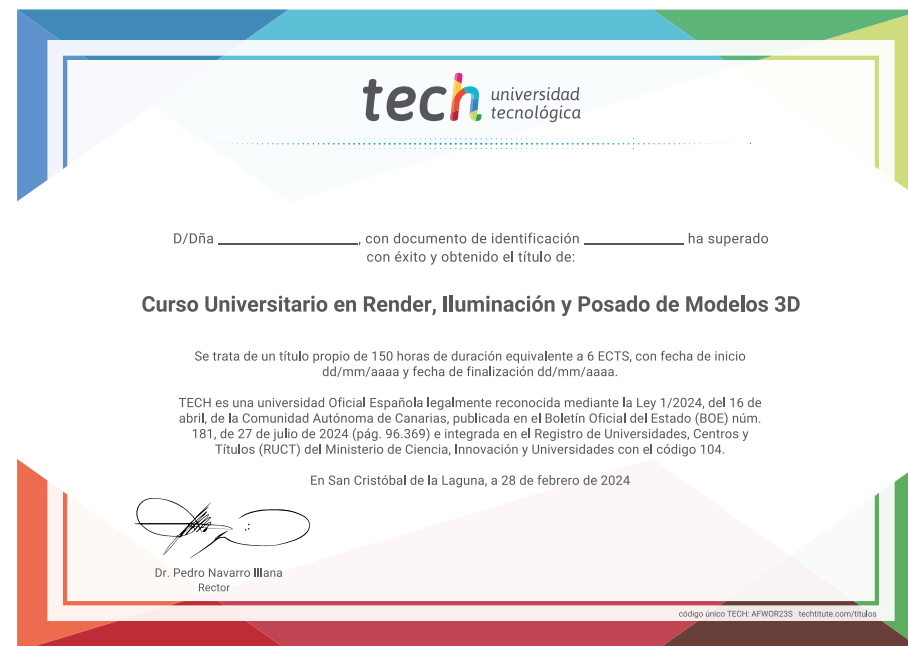 tech universidad
tecnológica
D/Dña ______________, con documento de identificación __________ ha superado
con éxito y obtenido el título de:
Curso Universitario en Render, Iluminación y Posado de Modelos 3D
Se trata de un título propio de 150 horas de duración equivalente a 6 ECTS, con fecha de inicio
dd/mm/aaaa y fecha de finalización dd/mm/aaaa.
TECH es una universidad Oficial Española legalmente reconocida mediante la Ley 1/2024, del 16 de
abril, de la Comunidad Autónoma de Canarias, publicada en el Boletín Oficial del Estado (BOE) núm.
181, de 27 de julio de 2024 (pág. 96.369) e integrada en el Registro de Universidades, Centros y
Títulos (RUCT) del Ministerio de Ciencia, Innovación y Universidades con el código 104.
En San Cristóbal de la Laguna, a 28 de febrero de 2024
Dr. Pedro Navarro Illana
Rector
código único TECH: AFWOR23S techtitute.com/titulos